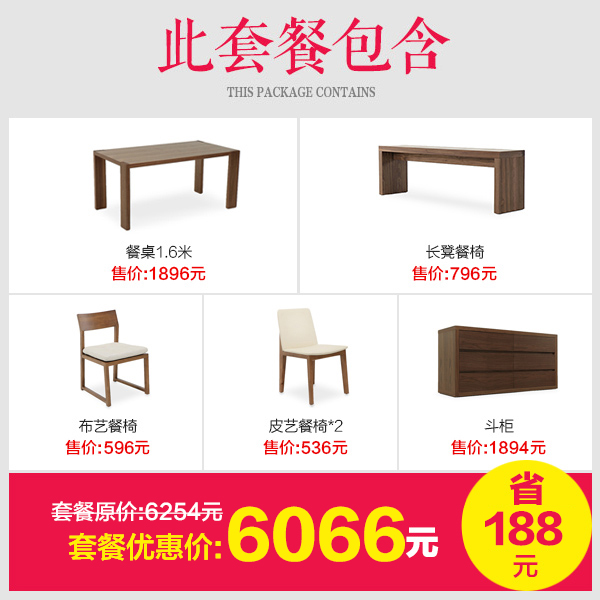 此套餐包含
THIS PACKAGE CONTAINS
餐桌1.6米
售价:1896元
长凳餐椅
售价:796元
布艺餐椅
售价:596元
皮艺餐椅*2
售价:536元
斗柜
售价:1894元
套餐原价:6254元
套餐优惠价:6066元
省
188
元